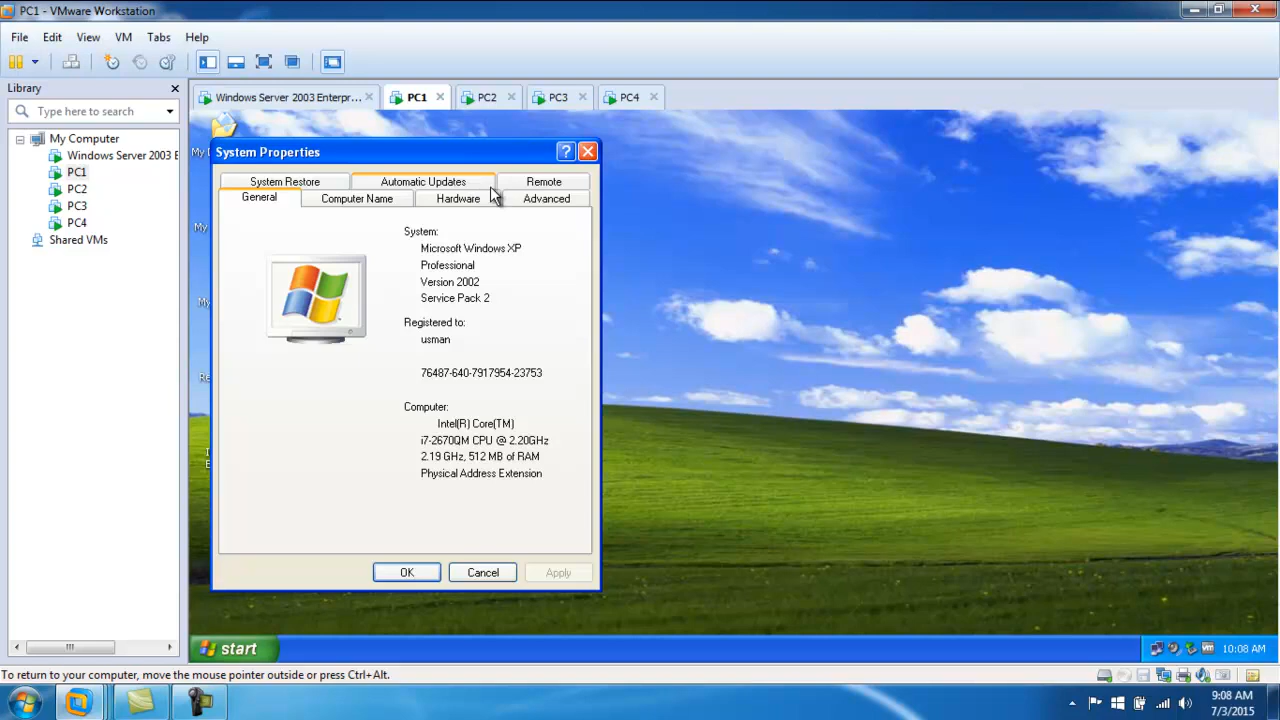 PC1 - VMware Workstation
File Edit View VM Tabs Help
Library
Type here to search
My Computer
Windows Server 2003 E
PC1
PC2
PC3
PC4
Shared VMs
Windows Server 2003 Enterpr...
PC1
PC2
PC3
PC4
System Properties
System Restore Automatic Updates Remote
General Computer Name Hardware Advanced
System:
Microsoft Windows XP
Professional
Version 2002
Service Pack 2
Registered to:
usman
76487-640-7917954-23753
Computer:
Intel(R) Core(TM)
i7-2670QM CPU @ 2.20GHz
2.19 GHz, 512 MB of RAM
Physical Address Extension
OK Cancel Apply
start
10:08 AM
To return to your computer, move the mouse pointer outside or press Ctrl+Alt.
9:08 AM
7/3/2015